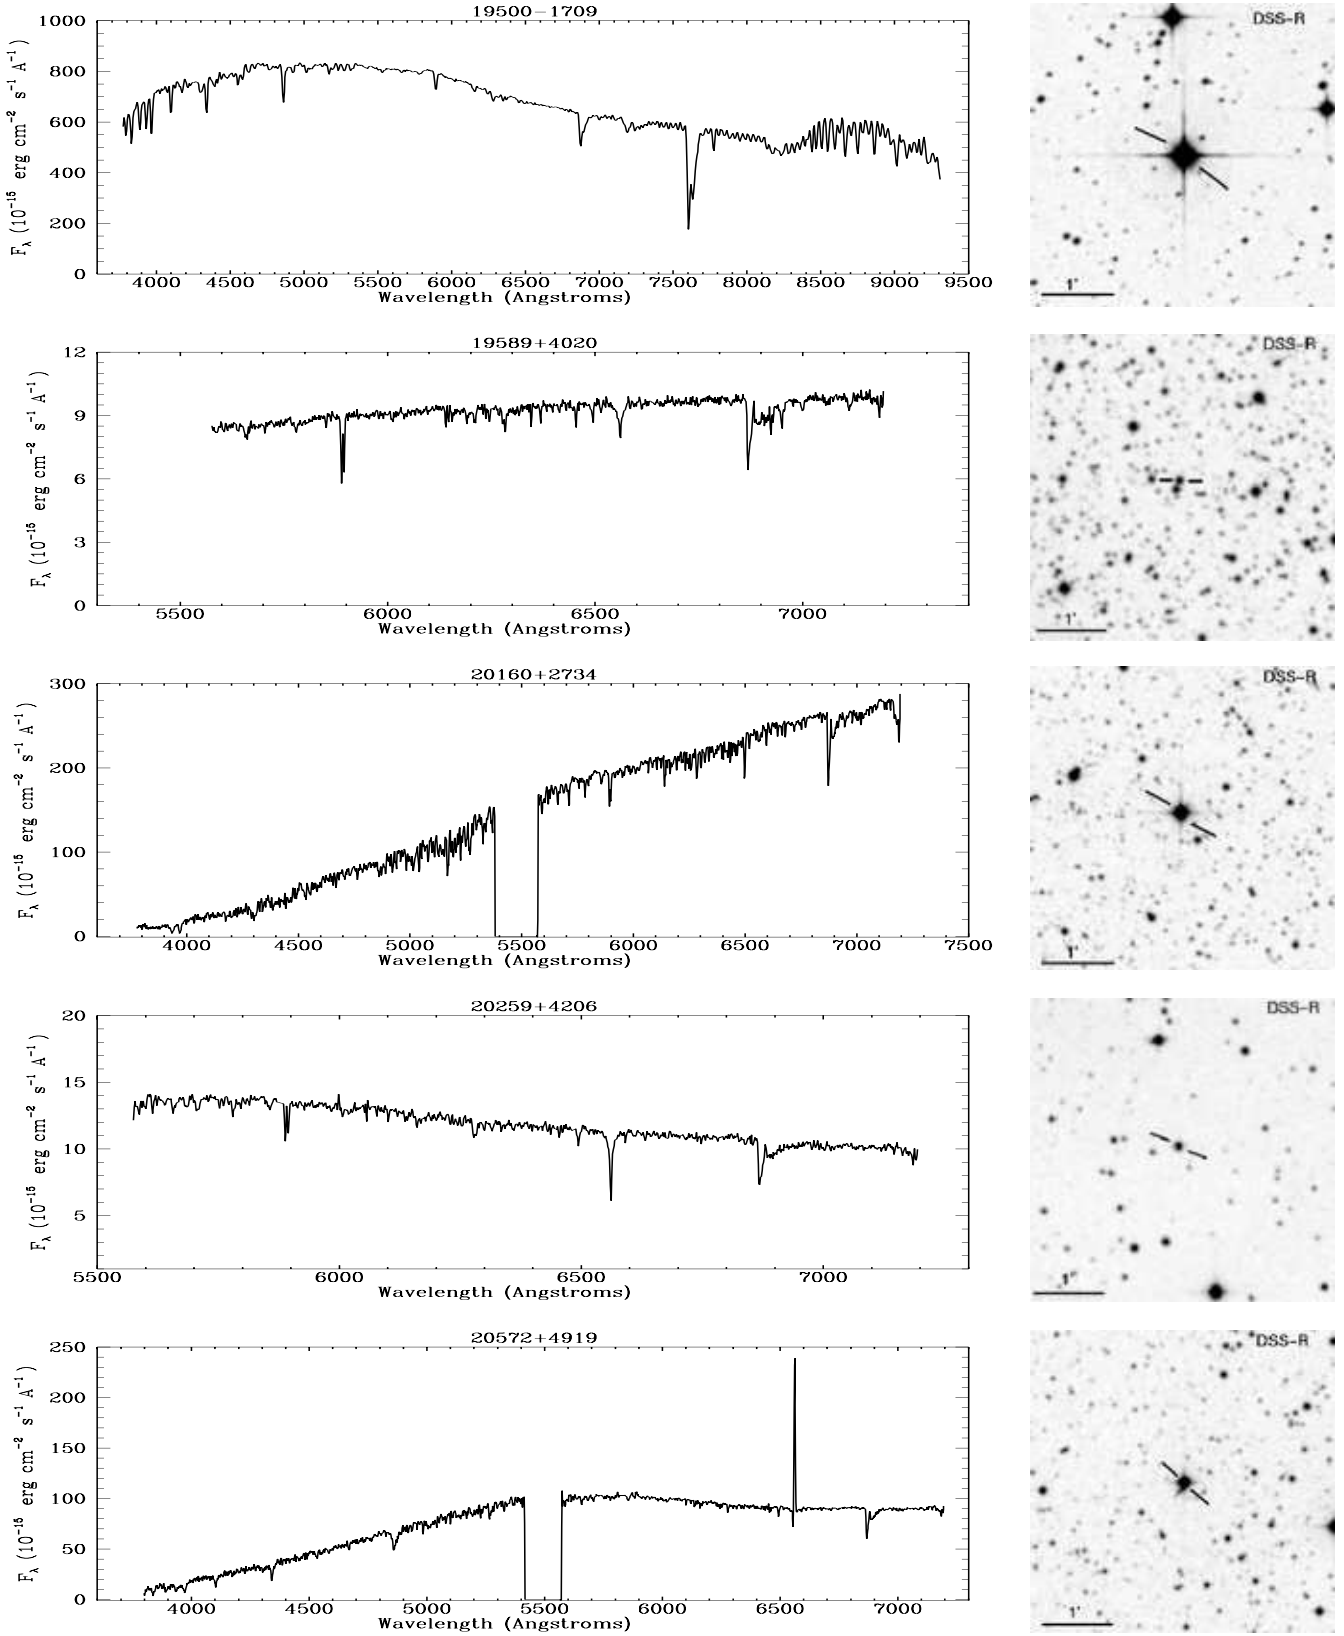 19500−1709
DSS-R
1000
800
600
400
200
0
F_λ (10^−15 erg cm^−2 s^−1 A^−1)
4000 4500 5000 5500 6000 6500 7000 7500 8000 8500 9000 9500
Wavelength (Angstroms)
1'
19589+4020
DSS-R
12
9
6
3
0
F_λ (10^−15 erg cm^−2 s^−1 A^−1)
5500 6000 6500 7000
Wavelength (Angstroms)
1'
20160+2734
DSS-R
300
200
100
0
F_λ (10^−15 erg cm^−2 s^−1 A^−1)
4000 4500 5000 5500 6000 6500 7000 7500
Wavelength (Angstroms)
1'
20259+4206
DSS-R
20
15
10
5
F_λ (10^−15 erg cm^−2 s^−1 A^−1)
5500 6000 6500 7000
Wavelength (Angstroms)
1'
20572+4919
DSS-R
250
200
150
100
50
0
F_λ (10^−15 erg cm^−2 s^−1 A^−1)
4000 4500 5000 5500 6000 6500 7000
Wavelength (Angstroms)
1'